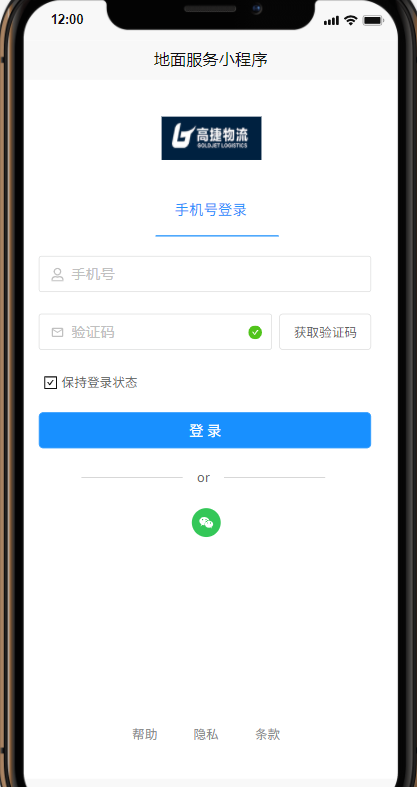 12:00
地面服务小程序
高捷物流
GOLDJET LOGISTICS
手机号登录
手机号
验证码 获取验证码
保持登录状态
登 录
or
帮助 隐私 条款